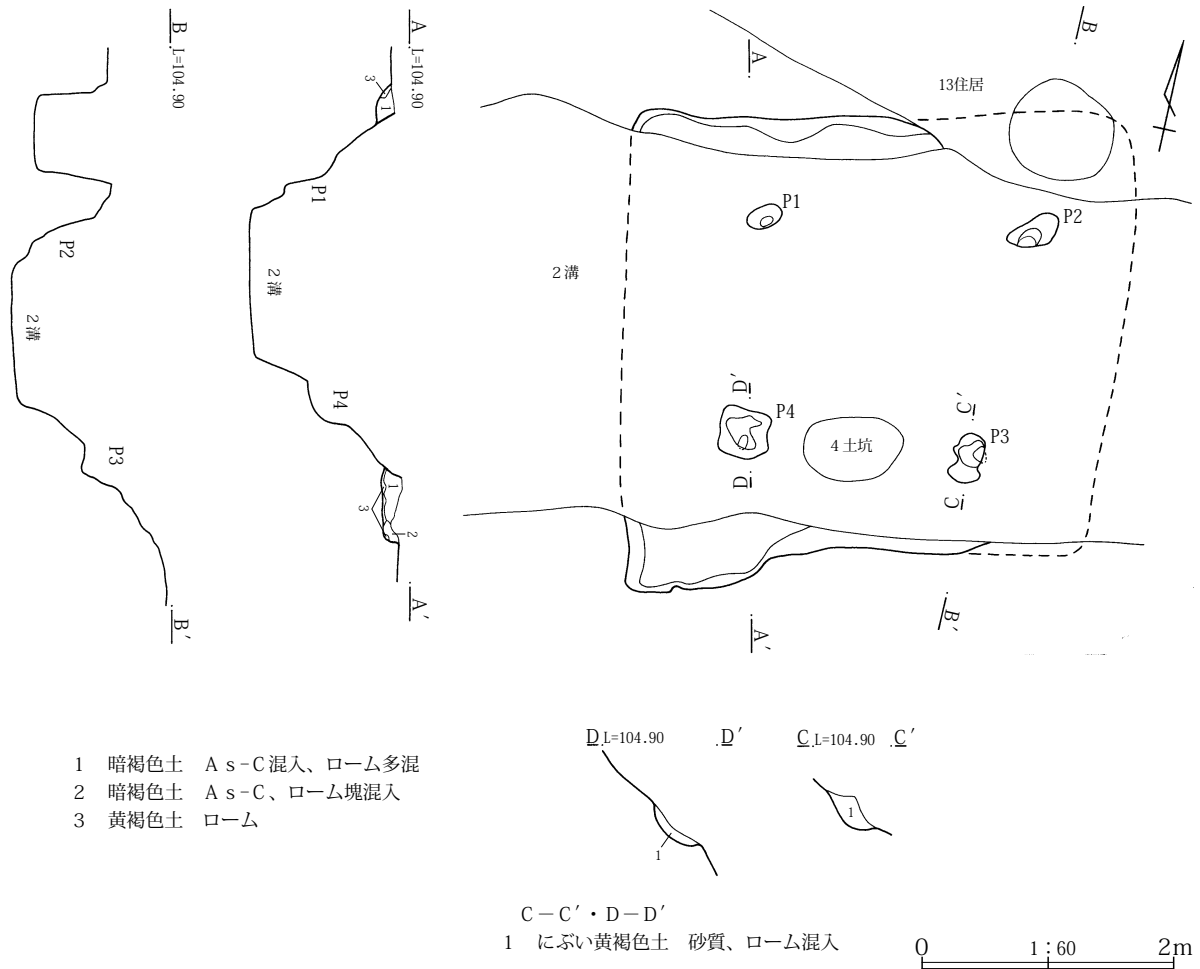 B L=104.90
P2
2溝
P3
B′
A L=104.90
3
1
P1
2溝
P4
1
3
2
A′
A
B
13住居
P1
P2
2溝
D′
P4
D
4土坑
C′
P3
C
A′
B′
1 暗褐色土 As-C混入、ローム多混
2 暗褐色土 As-C、ローム塊混入
3 黄褐色土 ローム
D L=104.90 D′
1
C L=104.90 C′
1
C－C′・D－D′
1 にぶい黄褐色土 砂質、ローム混入
0 1：60 2m